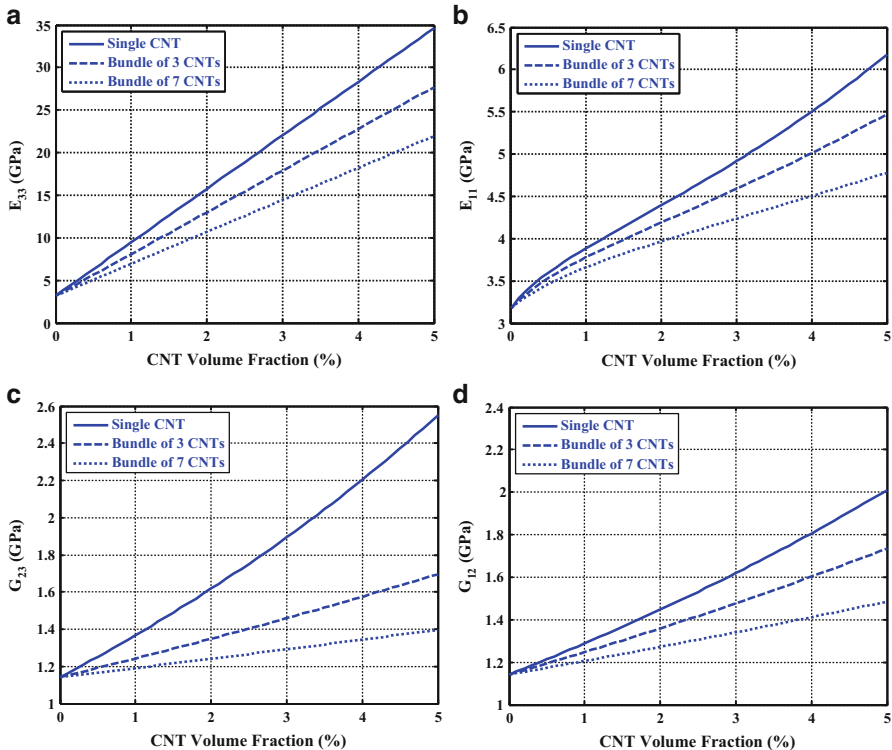 a
35
30
25
20
15
10
5
0
E33 (GPa)
Single CNT
Bundle of 3 CNTs
Bundle of 7 CNTs
0 1 2 3 4 5
CNT Volume Fraction (%)
b
6.5
6
5.5
5
4.5
4
3.5
3
E11 (GPa)
Single CNT
Bundle of 3 CNTs
Bundle of 7 CNTs
0 1 2 3 4 5
CNT Volume Fraction (%)
c
2.6
2.4
2.2
2
1.8
1.6
1.4
1.2
1
G23 (GPa)
Single CNT
Bundle of 3 CNTs
Bundle of 7 CNTs
0 1 2 3 4 5
CNT Volume Fraction (%)
d
2.4
2.2
2
1.8
1.6
1.4
1.2
1
G12 (GPa)
Single CNT
Bundle of 3 CNTs
Bundle of 7 CNTs
0 1 2 3 4 5
CNT Volume Fraction (%)